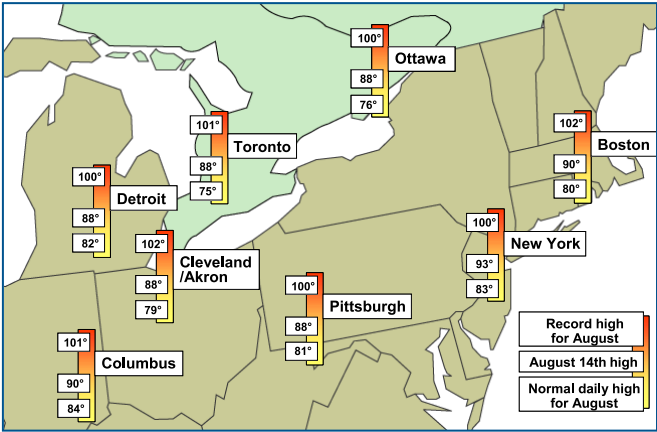 100°
88°
76°
Ottawa
101°
88°
75°
Toronto
102°
90°
80°
Boston
100°
88°
82°
Detroit
102°
88°
79°
Cleveland
/Akron
100°
93°
83°
New York
100°
88°
81°
Pittsburgh
101°
90°
84°
Columbus
Record high
for August
August 14th high
Normal daily high
for August